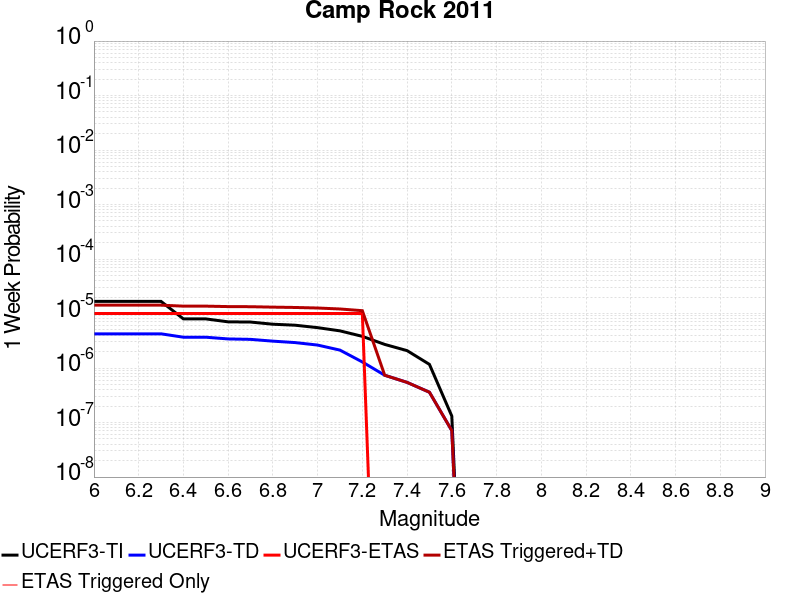 Camp Rock 2011
1 Week Probability
10^0
10^-1
10^-2
10^-3
10^-4
10^-5
10^-6
10^-7
10^-8
6 6.2 6.4 6.6 6.8 7 7.2 7.4 7.6 7.8 8 8.2 8.4 8.6 8.8 9
Magnitude
UCERF3-TI UCERF3-TD UCERF3-ETAS ETAS Triggered+TD
ETAS Triggered Only